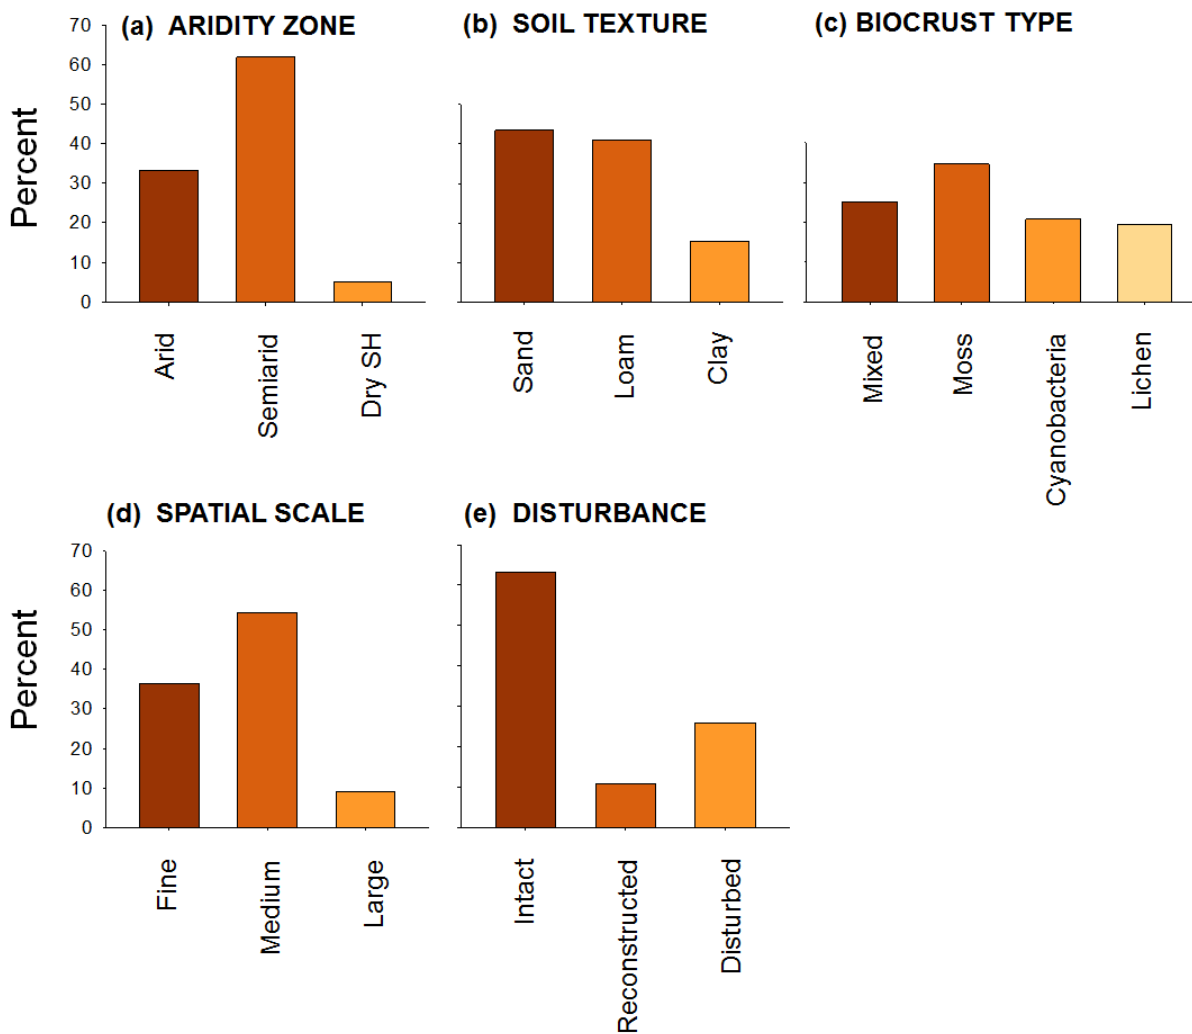 (a) ARIDITY ZONE
Percent
70
60
50
40
30
20
10
0
Arid
Semiarid
Dry SH
(b) SOIL TEXTURE
Sand
Loam
Clay
(c) BIOCRUST TYPE
Mixed
Moss
Cyanobacteria
Lichen
(d) SPATIAL SCALE
Percent
70
60
50
40
30
20
10
0
Fine
Medium
Large
(e) DISTURBANCE
Intact
Reconstructed
Disturbed